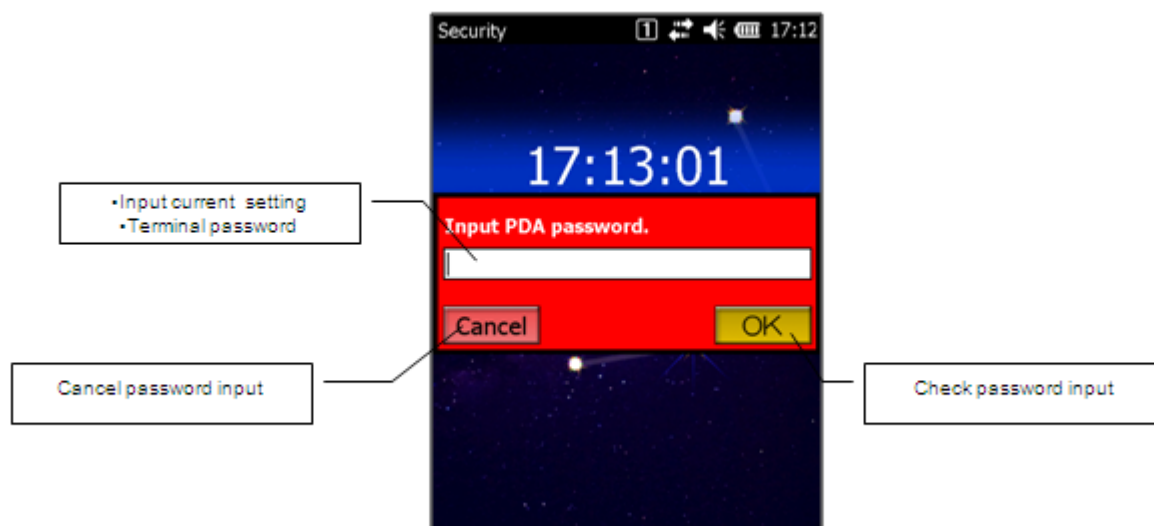 Security 1 17:12
17:13:01
•Input current setting
•Terminal password
Input PDA password.
Cancel
OK
Cancel password input
Check password input